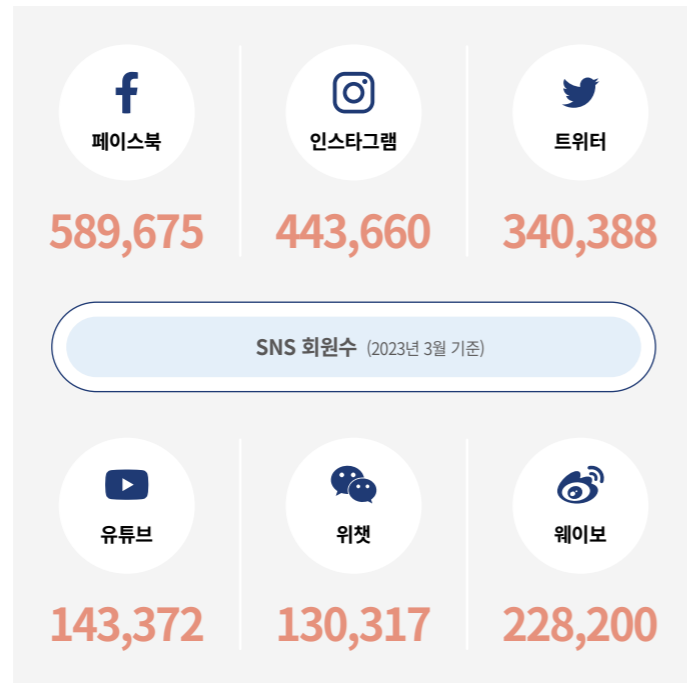 페이스북
인스타그램
트위터
589,675
443,660
340,388
SNS 회원수 (2023년 3월 기준)
유튜브
위챗
웨이보
143,372
130,317
228,200